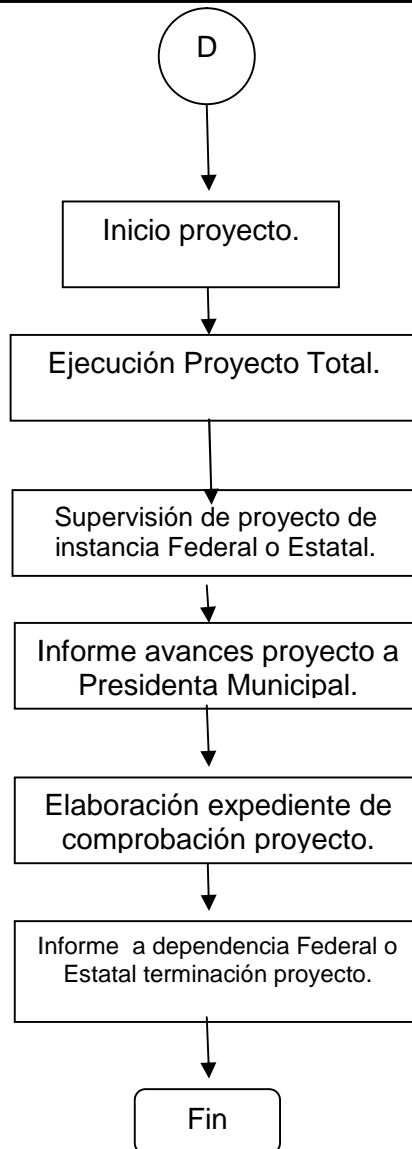 D
Inicio proyecto.
Ejecución Proyecto Total.
Supervisión de proyecto de
instancia Federal o Estatal.
Informe avances proyecto a
Presidenta Municipal.
Elaboración expediente de
comprobación proyecto.
Informe  a dependencia Federal o
Estatal terminación proyecto.
Fin